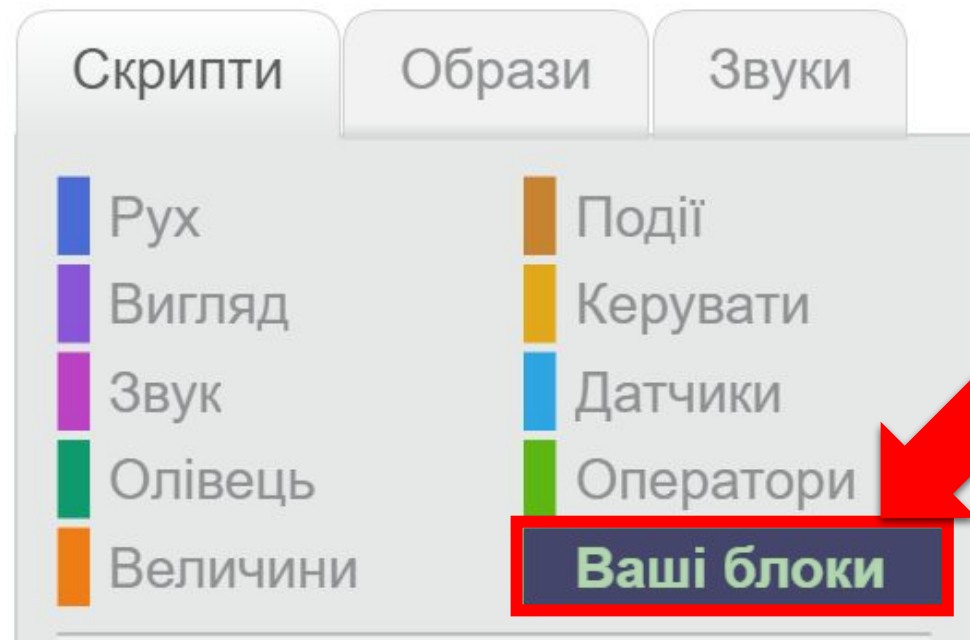 Скрипти Образи Звуки
Рух Події
Вигляд Керувати
Звук Датчики
Олівець Оператори
Величини Ваші блоки